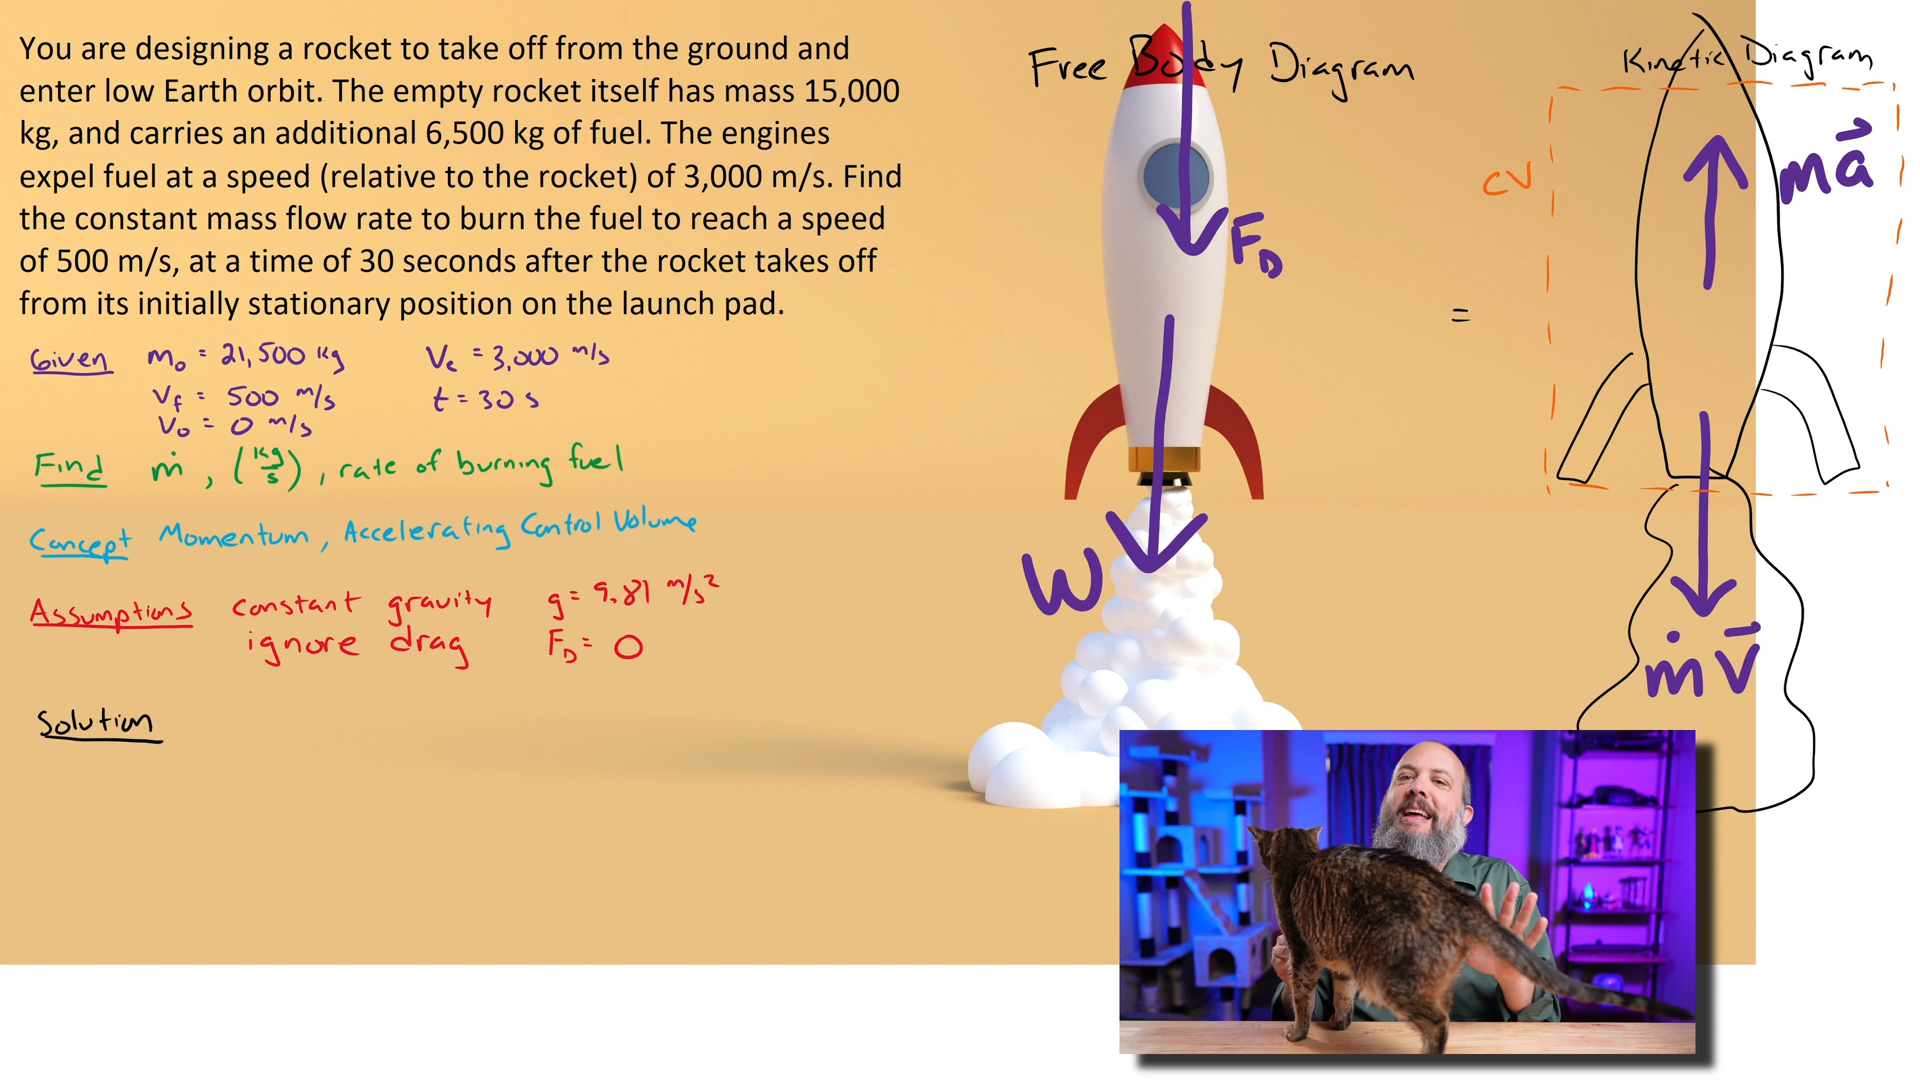 You are designing a rocket to take off from the ground and
enter low Earth orbit. The empty rocket itself has mass 15,000
kg, and carries an additional 6,500 kg of fuel. The engines
expel fuel at a speed (relative to the rocket) of 3,000 m/s. Find
the constant mass flow rate to burn the fuel to reach a speed
of 500 m/s, at a time of 30 seconds after the rocket takes off
from its initially stationary position on the launch pad.
Given m₀ = 21,500 kg Vₑ = 3,000 m/s
V_f = 500 m/s t = 30 s
V₀ = 0 m/s
Find ṁ, (kg/s), rate of burning fuel
Concept Momentum, Accelerating Control Volume
Assumptions constant gravity g = 9.81 m/s²
ignore drag F_D = 0
Solution
Free Body Diagram
F_D
W
=
Kinetic Diagram
CV
ma⃗
ṁv⃗